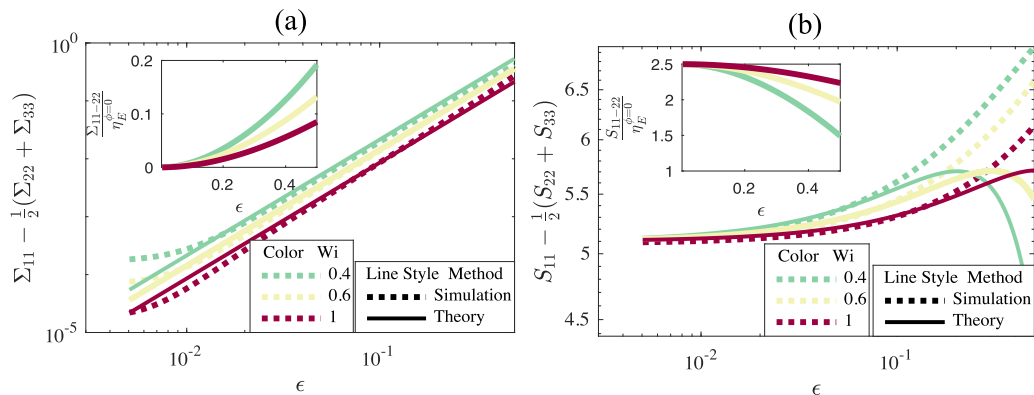 (a)
10^0
10^-5
Σ11 − 1/2(Σ22 + Σ33)
10^-2
10^-1
ϵ
0.2
0.1
0
Σ11−22 / η_E^ϕ=0
0.2
0.4
ϵ
Color Wi
0.4
0.6
1
Line Style Method
Simulation
Theory
(b)
6.5
6
5.5
5
4.5
S11 − 1/2(S22 + S33)
10^-2
10^-1
ϵ
2.5
2
1.5
1
S11−22 / η_E^ϕ=0
0.2
0.4
ϵ
Color Wi
0.4
0.6
1
Line Style Method
Simulation
Theory